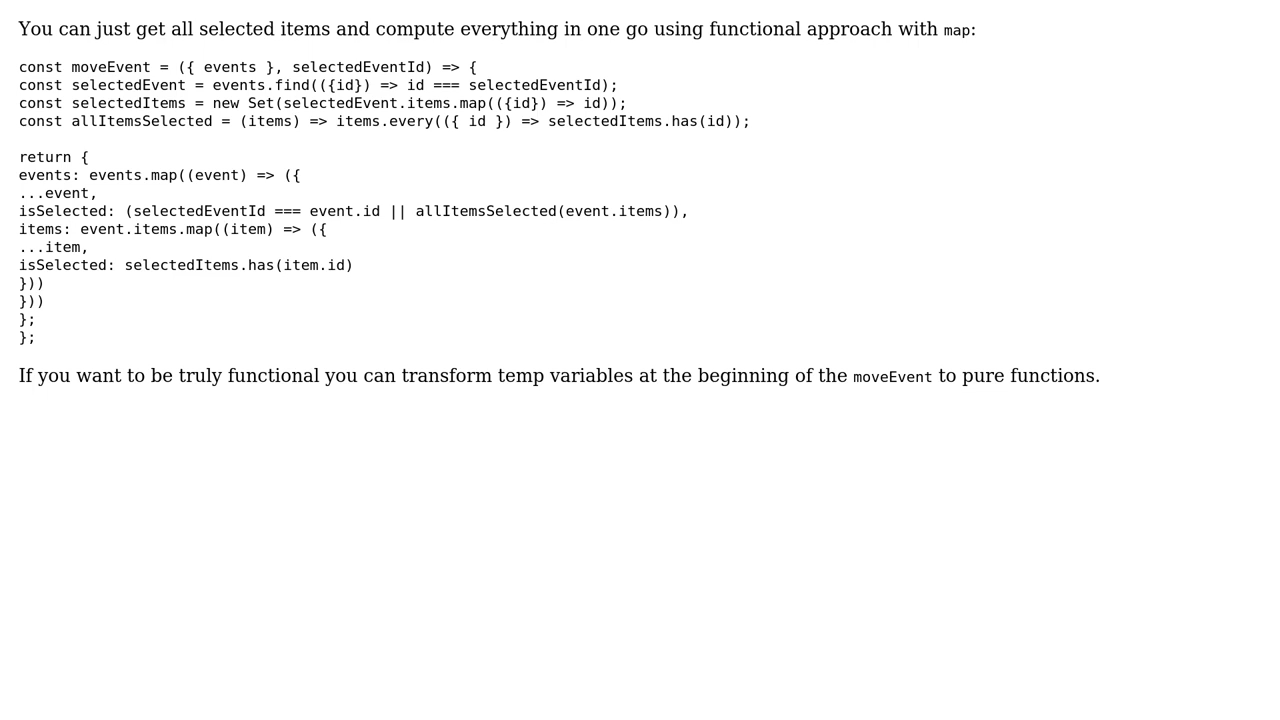 You can just get all selected items and compute everything in one go using functional approach with map:
const moveEvent = ({ events }, selectedEventId) => {
const selectedEvent = events.find(({id}) => id === selectedEventId);
const selectedItems = new Set(selectedEvent.items.map(({id}) => id));
const allItemsSelected = (items) => items.every(({ id }) => selectedItems.has(id));
return {
events: events.map((event) => ({
...event,
isSelected: (selectedEventId === event.id || allItemsSelected(event.items)),
items: event.items.map((item) => ({
...item,
isSelected: selectedItems.has(item.id)
}))
}))
};
};
If you want to be truly functional you can transform temp variables at the beginning of the moveEvent to pure functions.